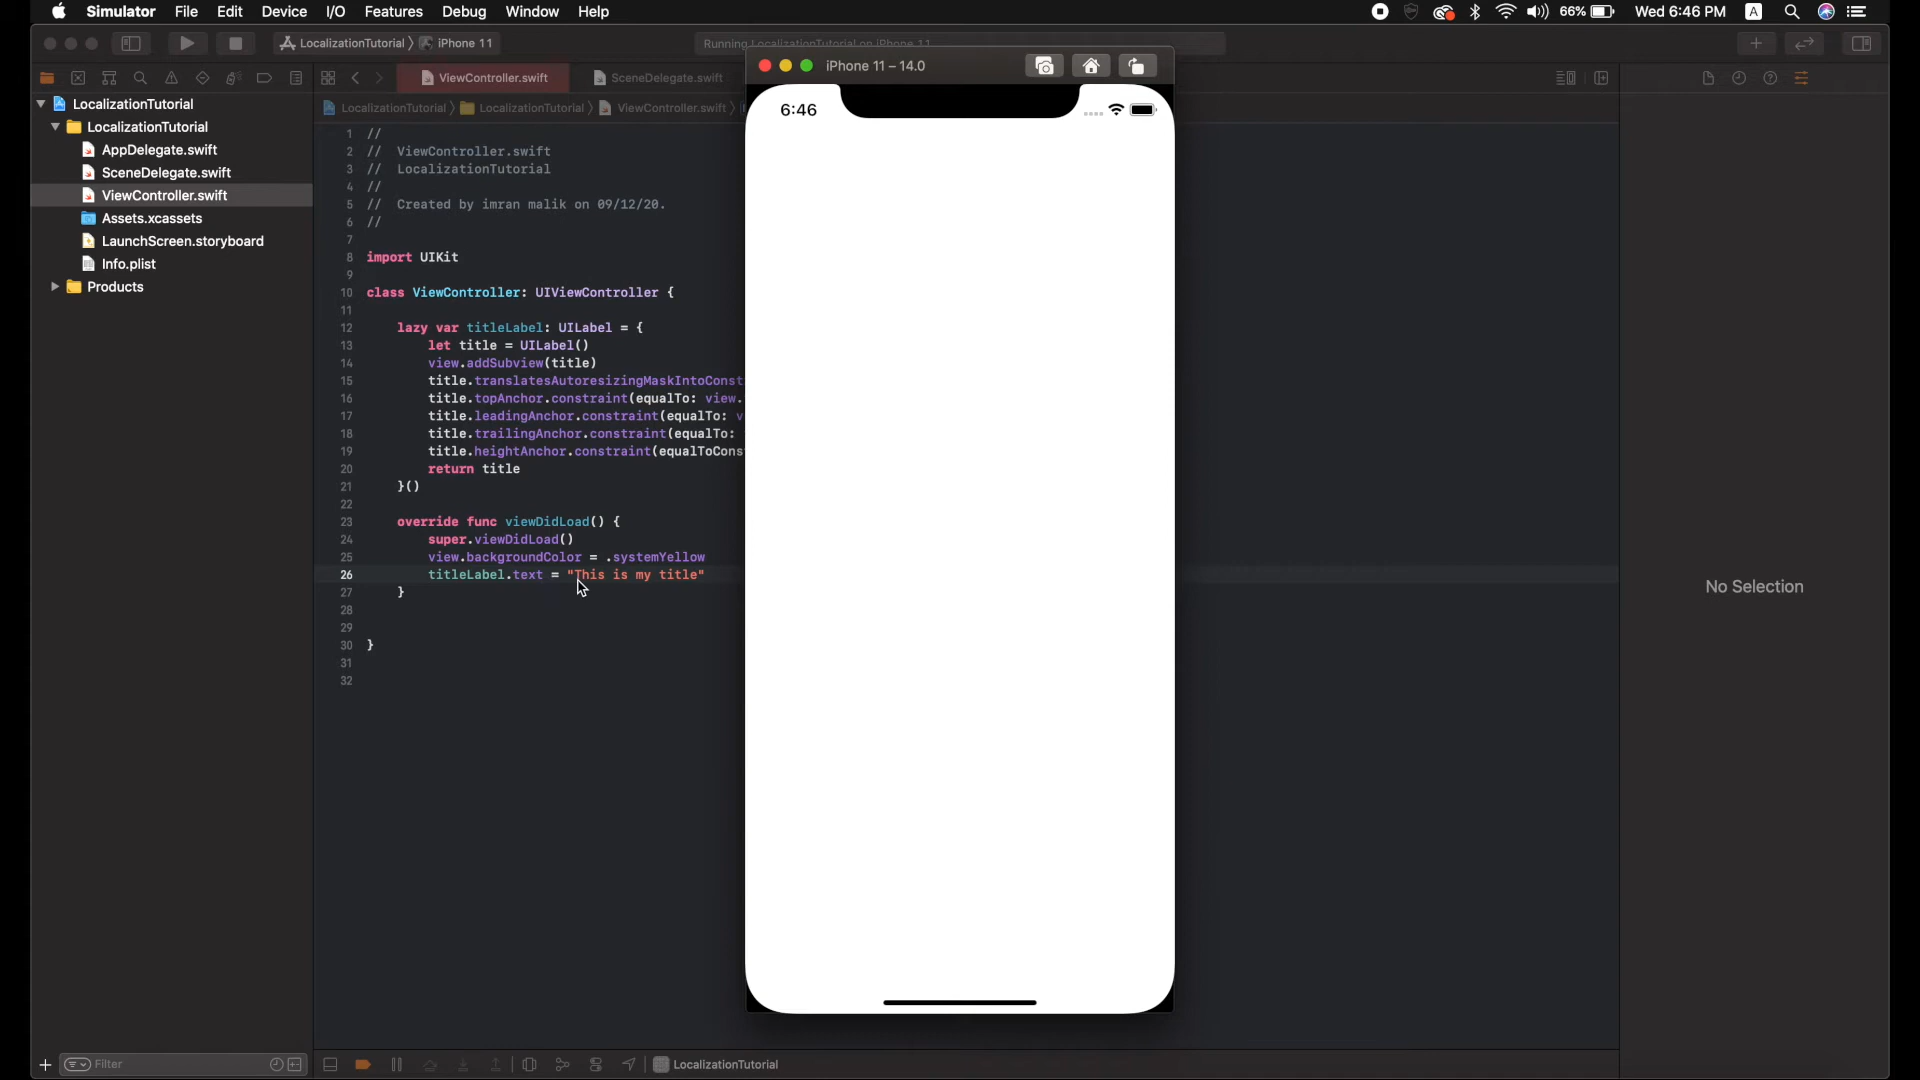 Simulator File Edit Device I/O Features Debug Window Help 66% Wed 6:46 PM A
LocalizationTutorial iPhone 11 Running LocalizationTutorial on iPhone 11
iPhone 11 – 14.0
ViewController.swift SceneDelegate.swift
LocalizationTutorial LocalizationTutorial ViewController.swift
6:46
LocalizationTutorial
LocalizationTutorial
AppDelegate.swift
SceneDelegate.swift
ViewController.swift
Assets.xcassets
LaunchScreen.storyboard
Info.plist
Products
1 //
2 // ViewController.swift
3 // LocalizationTutorial
4 //
5 // Created by imran malik on 09/12/20.
6 //
7
8 import UIKit
9
10 class ViewController: UIViewController {
11
12 lazy var titleLabel: UILabel = {
13 let title = UILabel()
14 view.addSubview(title)
15 title.translatesAutoresizingMaskIntoConst
16 title.topAnchor.constraint(equalTo: view.
17 title.leadingAnchor.constraint(equalTo: v
18 title.trailingAnchor.constraint(equalTo:
19 title.heightAnchor.constraint(equalToCons
20 return title
21 }()
22
23 override func viewDidLoad() {
24 super.viewDidLoad()
25 view.backgroundColor = .systemYellow
26 titleLabel.text = "This is my title"
27 }
28
29
30 }
31
32
No Selection
Filter
LocalizationTutorial